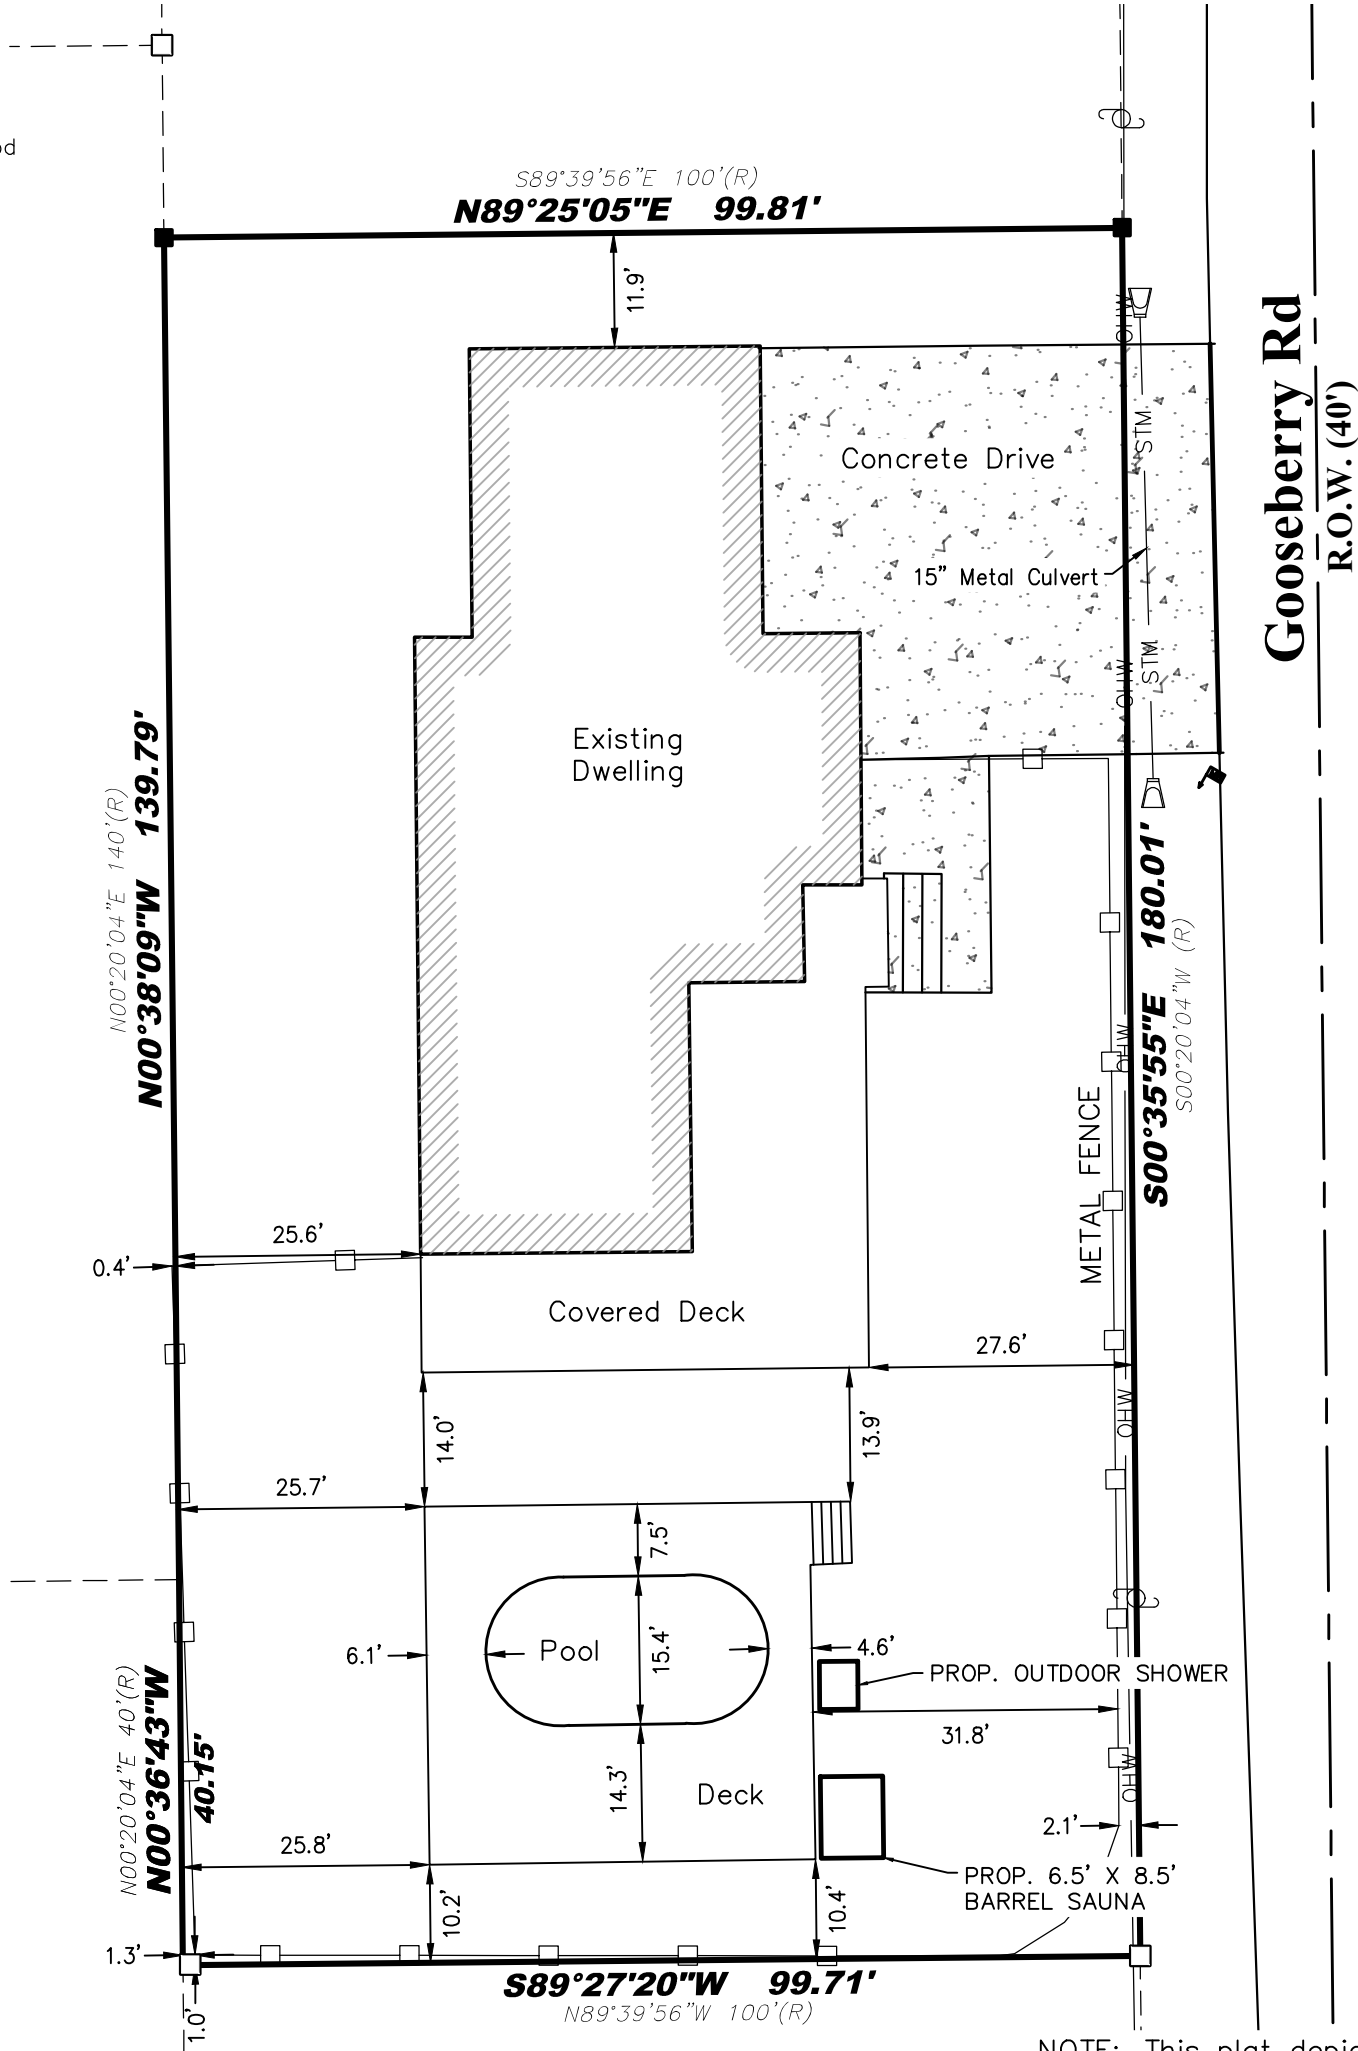 od
S89°39'56"E 100'(R)
N89°25'05"E 99.81'
11.9'
Concrete Drive
15" Metal Culvert
OHW
STM
STM
OHW
Gooseberry Rd
R.O.W. (40')
Existing
Dwelling
N00°20'04"E 140'(R)
N00°38'09"W 139.79'
S00°35'55"E 180.01'
S00°20'04"W (R)
OHW
METAL FENCE
25.6'
0.4'
Covered Deck
27.6'
14.0'
13.9'
OHW
25.7'
7.5'
6.1'
Pool
15.4'
4.6'
PROP. OUTDOOR SHOWER
31.8'
N00°20'04"E 40'(R)
N00°36'43"W
40.15'
14.3'
Deck
OHW
2.1'
25.8'
PROP. 6.5' X 8.5'
BARREL SAUNA
10.2'
10.4'
1.3'
1.0'
S89°27'20"W 99.71'
N89°39'56"W 100'(R)
NOTE: This plat depic